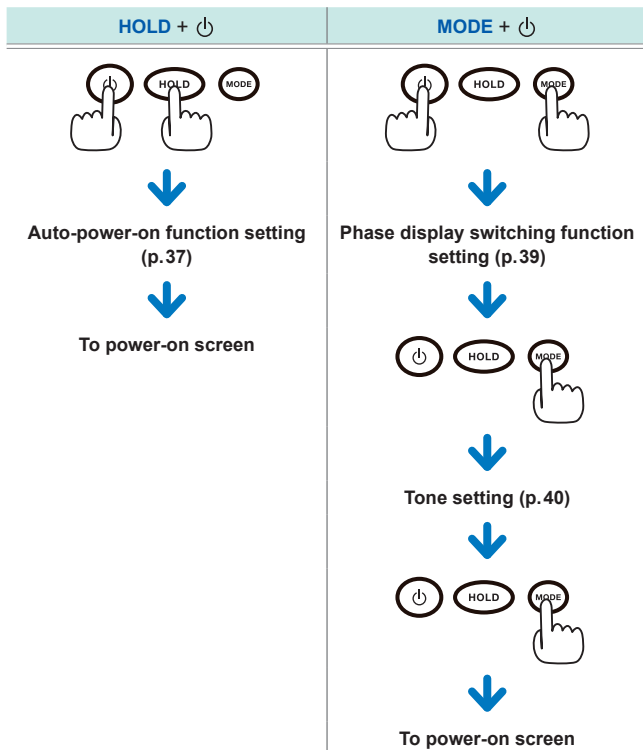 HOLD + ⏻
MODE + ⏻
HOLD
MODE
Auto-power-on function setting
(p. 37)
To power-on screen
HOLD
MODE
Phase display switching function
setting (p. 39)
HOLD
MODE
Tone setting (p. 40)
HOLD
MODE
To power-on screen